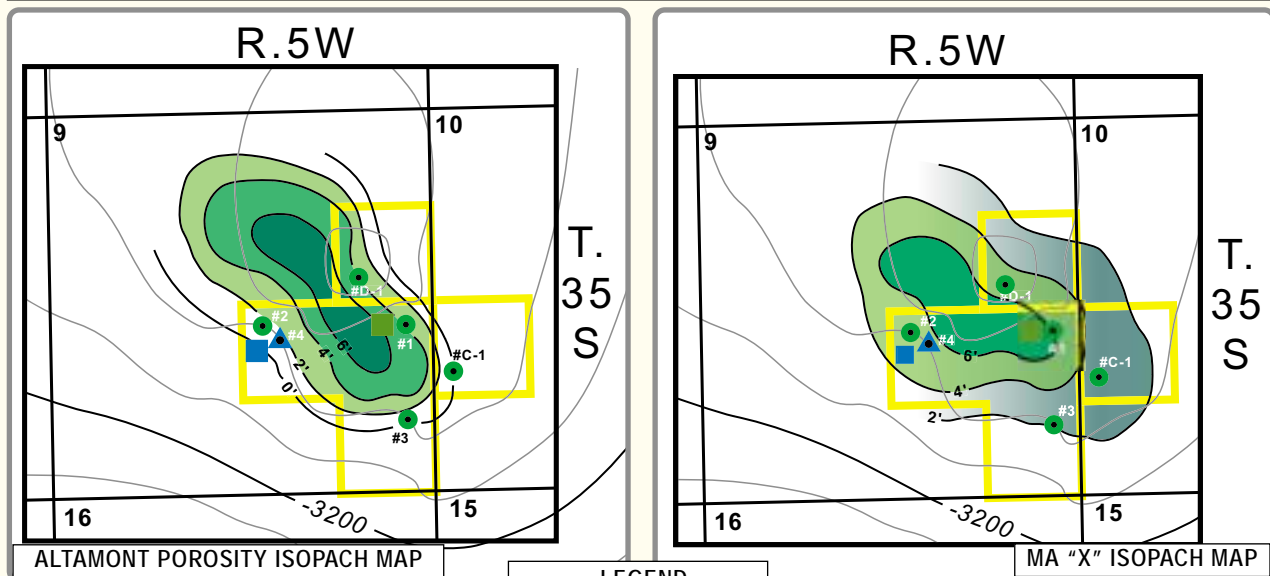 R.5W
9
10
#D-1
#2
#4
#1
6'
4'
2'
#C-1
0'
#3
-3200
16
15
T.
35
S
ALTAMONT POROSITY ISOPACH MAP
R.5W
9
10
#D-1
#2
#4
6'
#C-1
4'
2'
#3
-3200
16
15
T.
35
S
MA “X” ISOPACH MAP
LEGEND